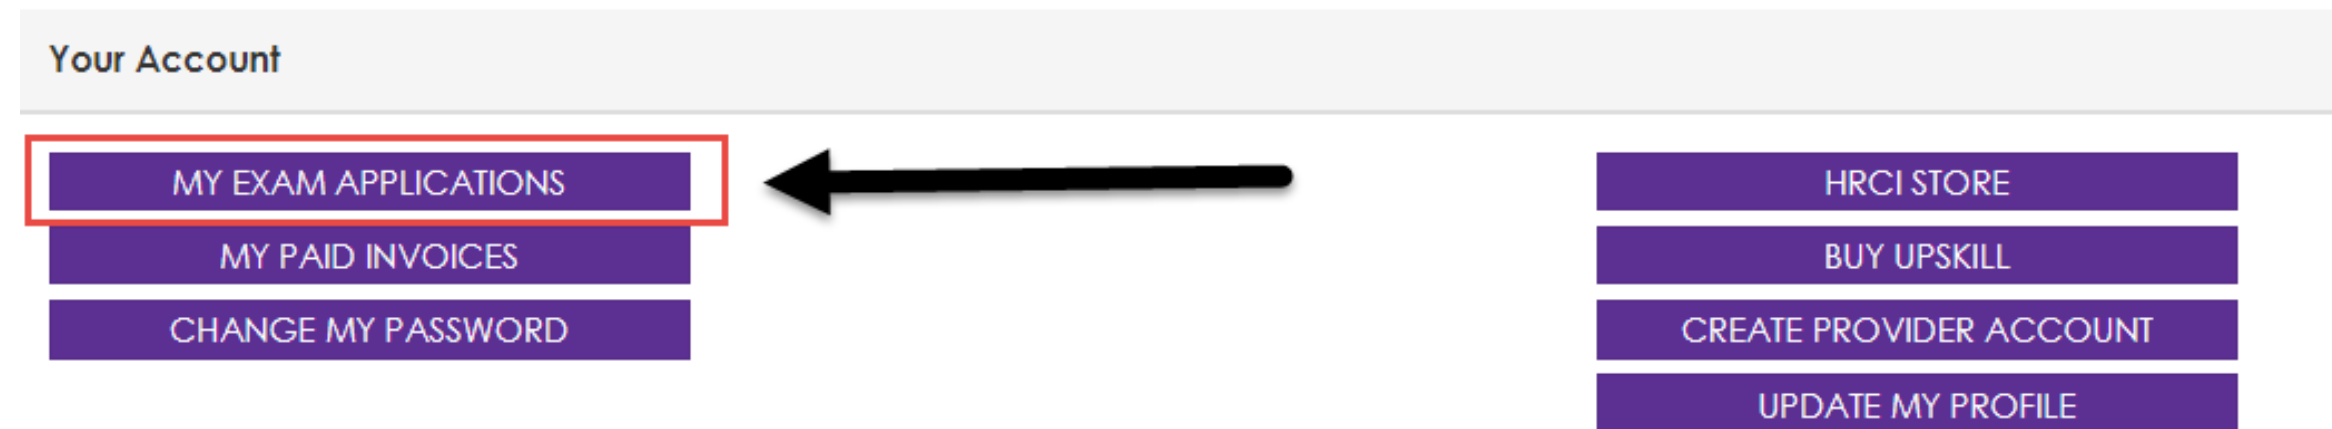 Your Account
MY EXAM APPLICATIONS
MY PAID INVOICES
CHANGE MY PASSWORD
HRCI STORE
BUY UPSKILL
CREATE PROVIDER ACCOUNT
UPDATE MY PROFILE